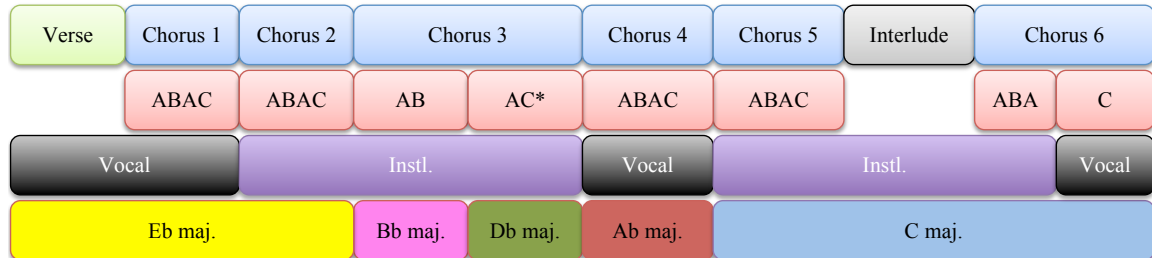 Verse Chorus 1 Chorus 2 Chorus 3 Chorus 4 Chorus 5 Interlude Chorus 6
ABAC ABAC AB AC* ABAC ABAC ABA C
Vocal Instl. Vocal Instl. Vocal
Eb maj. Bb maj. Db maj. Ab maj. C maj.